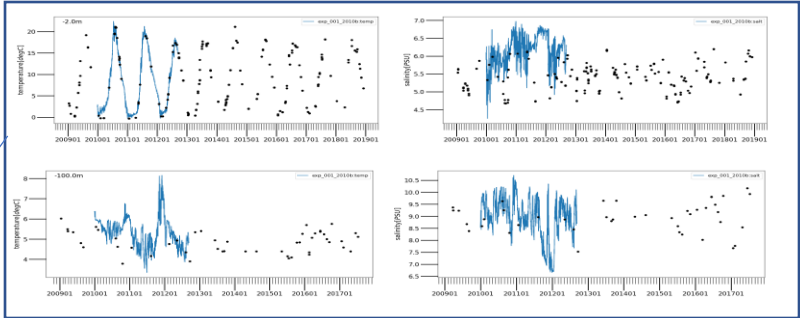 -2.0m
exp_001_2010b.temp
temperature[degC]
20
15
10
5
0
200901 201001 201101 201201 201301 201401 201501 201601 201701 201801 201901
exp_001_2010b.salt
salinity[PSU]
7.0
6.5
6.0
5.5
5.0
4.5
200901 201001 201101 201201 201301 201401 201501 201601 201701 201801 201901
-100.0m
exp_001_2010b.temp
temperature[degC]
8
7
6
5
4
200901 201001 201101 201201 201301 201401 201501 201601 201701
exp_001_2010b.salt
salinity[PSU]
10.5
10.0
9.5
9.0
8.5
8.0
7.5
7.0
6.5
200901 201001 201101 201201 201301 201401 201501 201601 201701